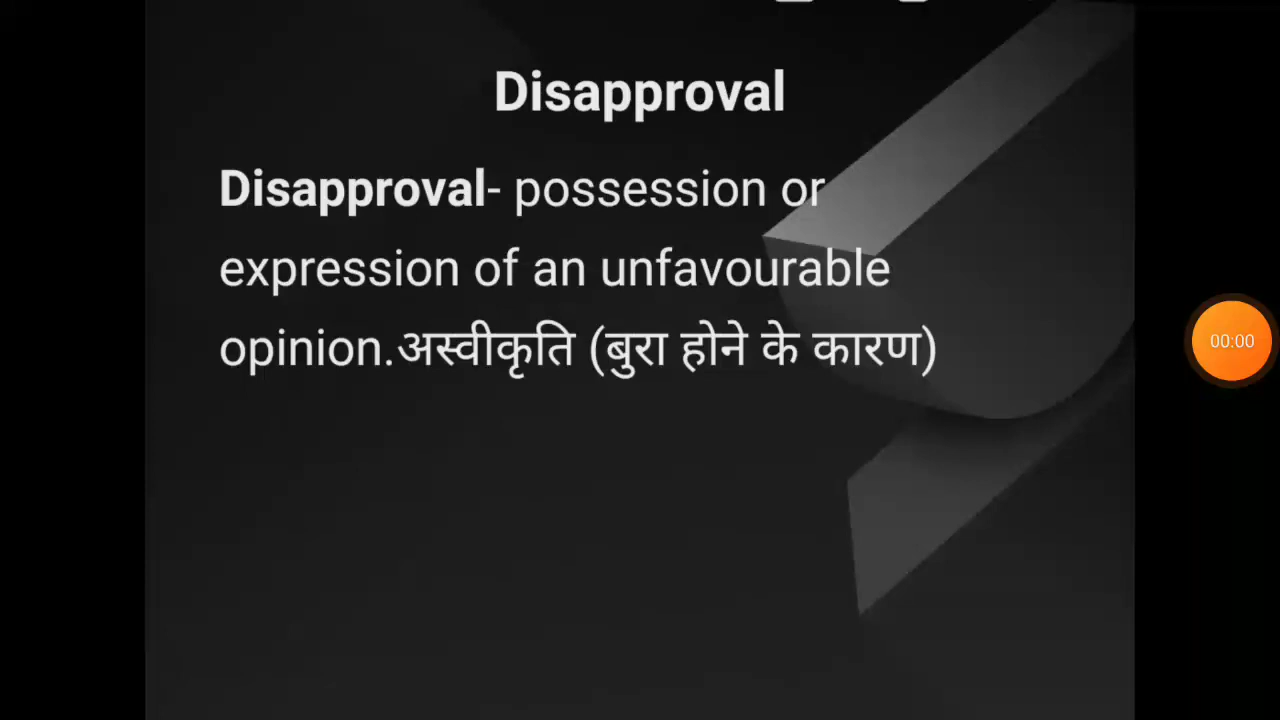 Disapproval
Disapproval- possession or
expression of an unfavourable
opinion.अस्वीकृति (बुरा होने के कारण)
00:00